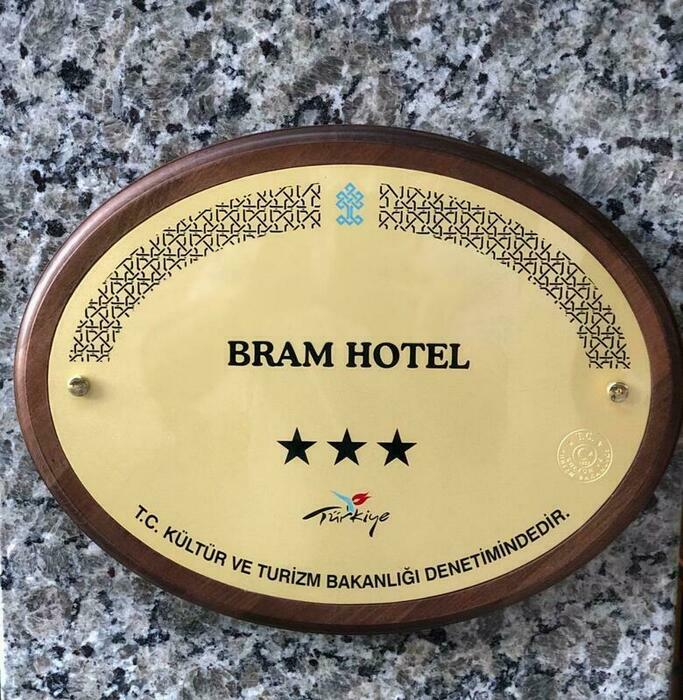 BRAM HOTEL
★★★
Türkiye
T.C. KÜLTÜR VE TURİZM BAKANLIĞI DENETİMİNDEDİR.
T.C.